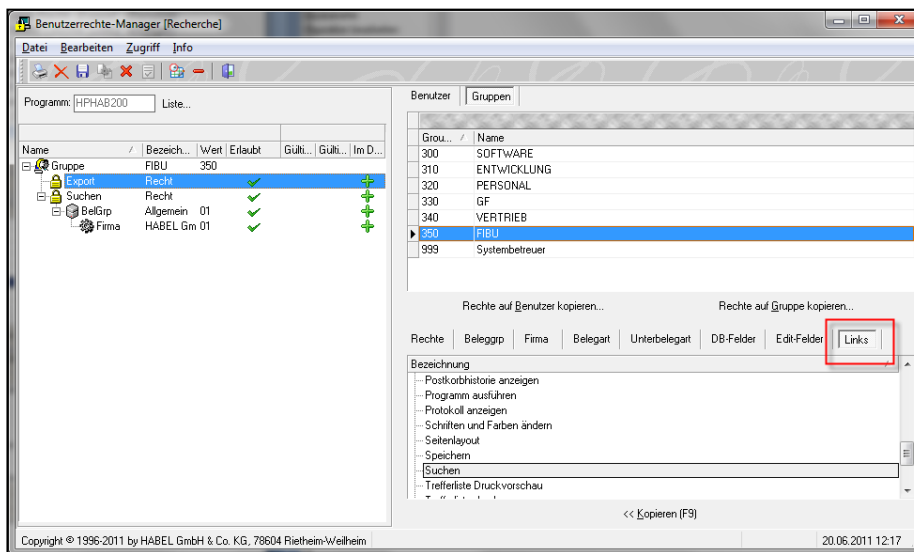 Benutzerrechte-Manager [Recherche]
Datei Bearbeiten Zugriff Info
Programm: HPHAB200 Liste...
Name / Bezeich... Wert Erlaubt Gülti... Gülti... Im D...
Gruppe FIBU 350
Export Recht
Suchen Recht
BelGrp Allgemein 01
Firma HABEL Gm 01
Benutzer Gruppen
Grou... / Name
300 SOFTWARE
310 ENTWICKLUNG
320 PERSONAL
330 GF
340 VERTRIEB
350 FIBU
999 Systembetreuer
Rechte auf Benutzer kopieren... Rechte auf Gruppe kopieren...
Rechte Beleggrp Firma Belegart Unterbelegart DB-Felder Edit-Felder Links
Bezeichnung /
Postkorbhistorie anzeigen
Programm ausführen
Protokoll anzeigen
Schriften und Farben ändern
Seitenlayout
Speichern
Suchen
Trefferliste Druckvorschau
<< Kopieren (F9)
Copyright © 1996-2011 by HABEL GmbH & Co. KG, 78604 Rietheim-Weilheim 20.06.2011 12:17